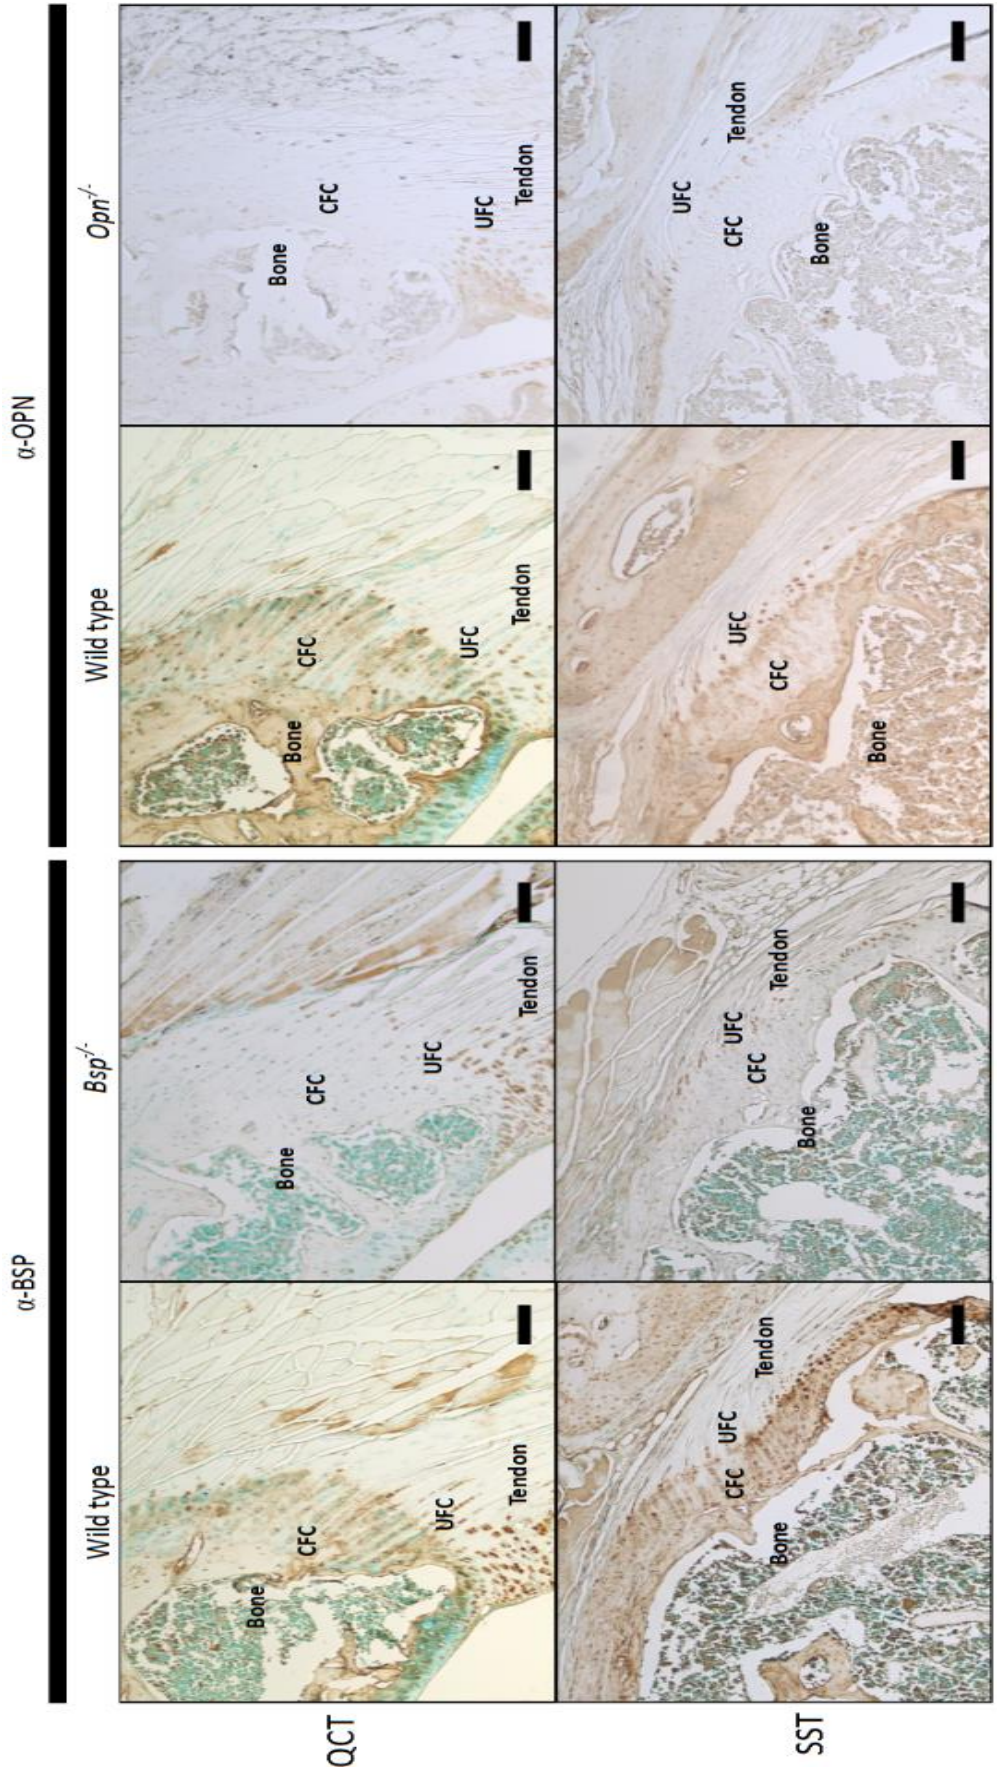 α-BSP α-OPN
Wild type Bsp⁻/⁻ Wild type Opn⁻/⁻
QCT
Bone CFC UFC Tendon
Bone CFC UFC Tendon
Bone CFC UFC Tendon
Bone CFC UFC Tendon
SST
Bone CFC UFC Tendon
Bone CFC UFC Tendon
Bone CFC UFC
Bone CFC UFC Tendon